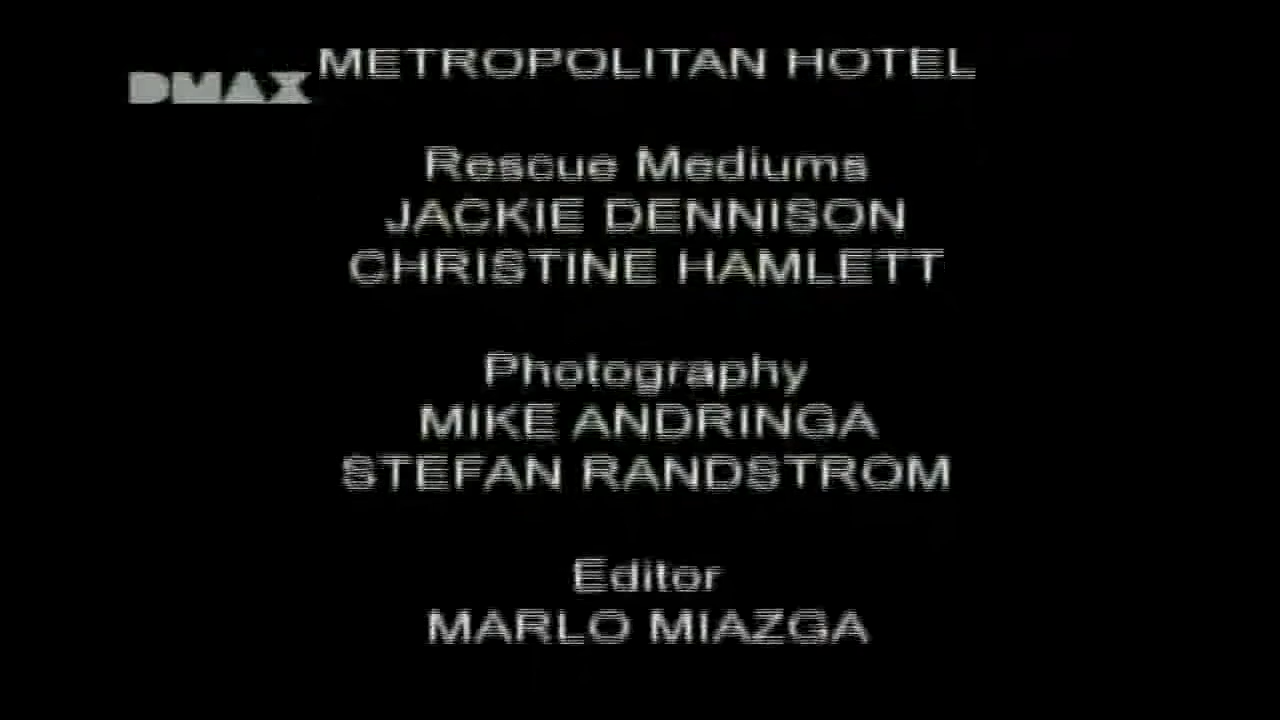 METROPOLITAN HOTEL
DMAX
Rescue Mediums
JACKIE DENNISON
CHRISTINE HAMLETT
Photography
MIKE ANDRINGA
STEFAN RANDSTROM
Editor
MARLO MIAZGA